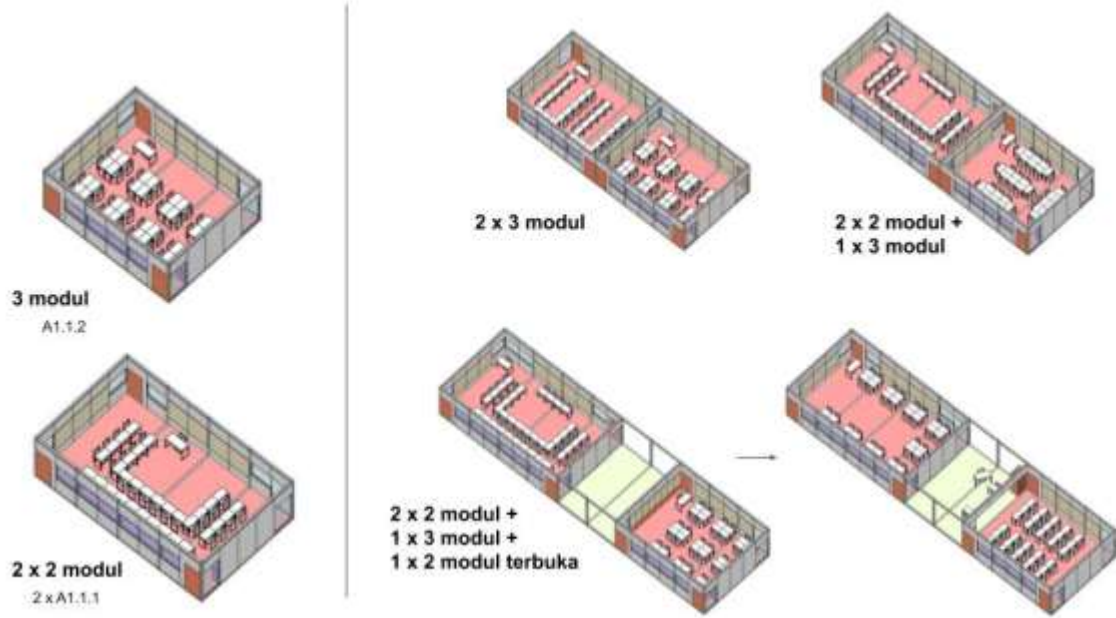 3 modul
A1.1.2
2 x 2 modul
2 x A1.1.1
2 x 3 modul
2 x 2 modul +
1 x 3 modul
2 x 2 modul +
1 x 3 modul +
1 x 2 modul terbuka